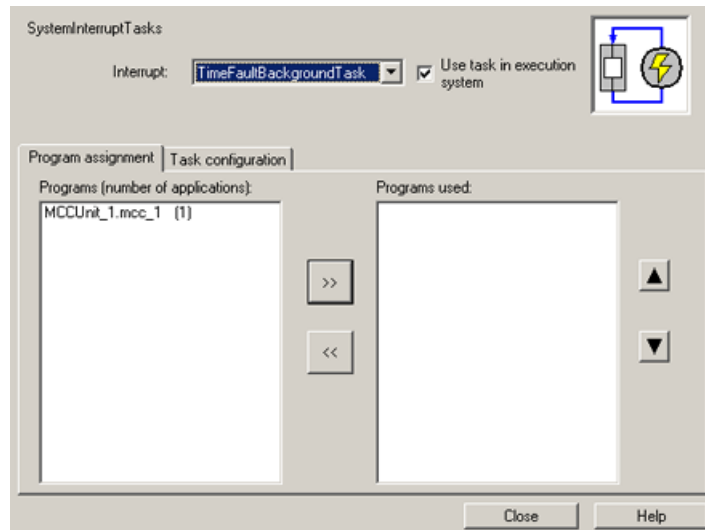 SystemInterruptTasks
Interrupt: TimeFaultBackgroundTask Use task in execution
system
Program assignment Task configuration
Programs (number of applications): Programs used:
MCCUnit_1.mcc_1 (1)
>>
<<
Close Help